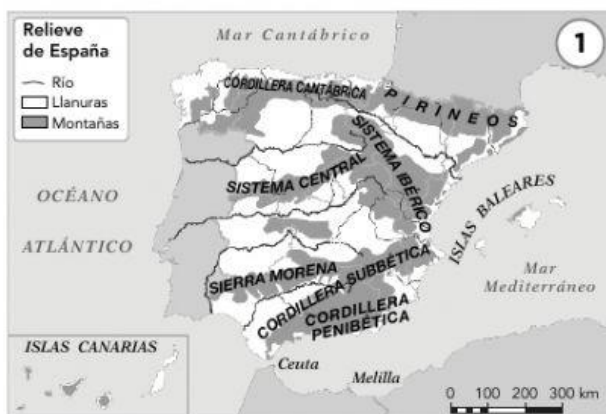 Relieve
de España
Río
Llanuras
Montañas
Mar Cantábrico
1
CORDILLERA CANTÁBRICA
PIRINEOS
SISTEMA IBÉRICO
SISTEMA CENTRAL
OCÉANO
ATLÁNTICO
ISLAS BALEARES
Mar
Mediterráneo
SIERRA MORENA
CORDILLERA SUBBÉTICA
CORDILLERA
PENIBÉTICA
ISLAS CANARIAS
Ceuta
Melilla
0 100 200 300 km